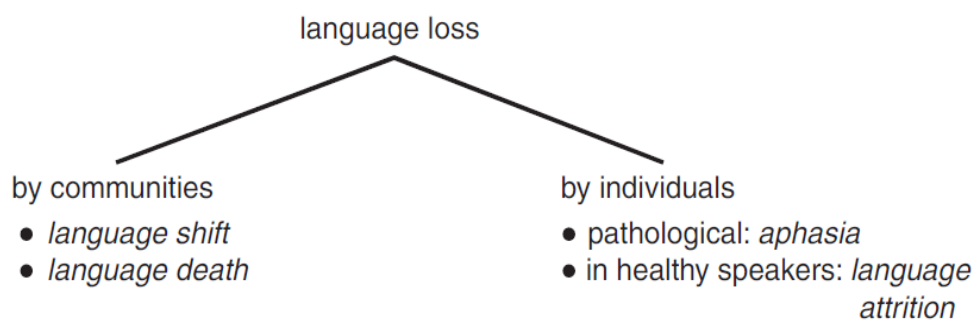 language loss
by communities
• language shift
• language death
by individuals
• pathological: aphasia
• in healthy speakers: language
attrition